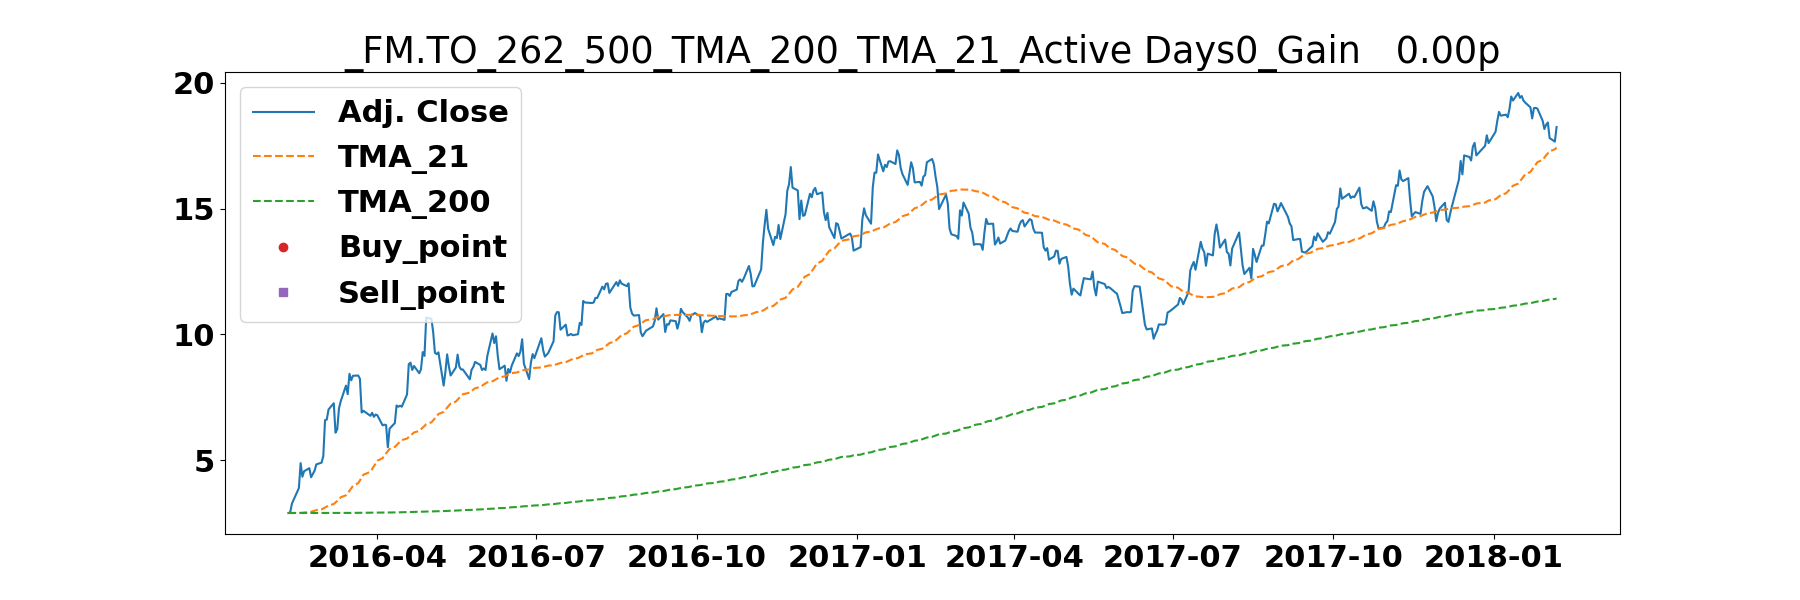 _FM.TO_262_500_TMA_200_TMA_21_Active Days0_Gain   0.00p
20
15
10
5
Adj. Close
TMA_21
TMA_200
Buy_point
Sell_point
2016-04 2016-07 2016-10 2017-01 2017-04 2017-07 2017-10 2018-01